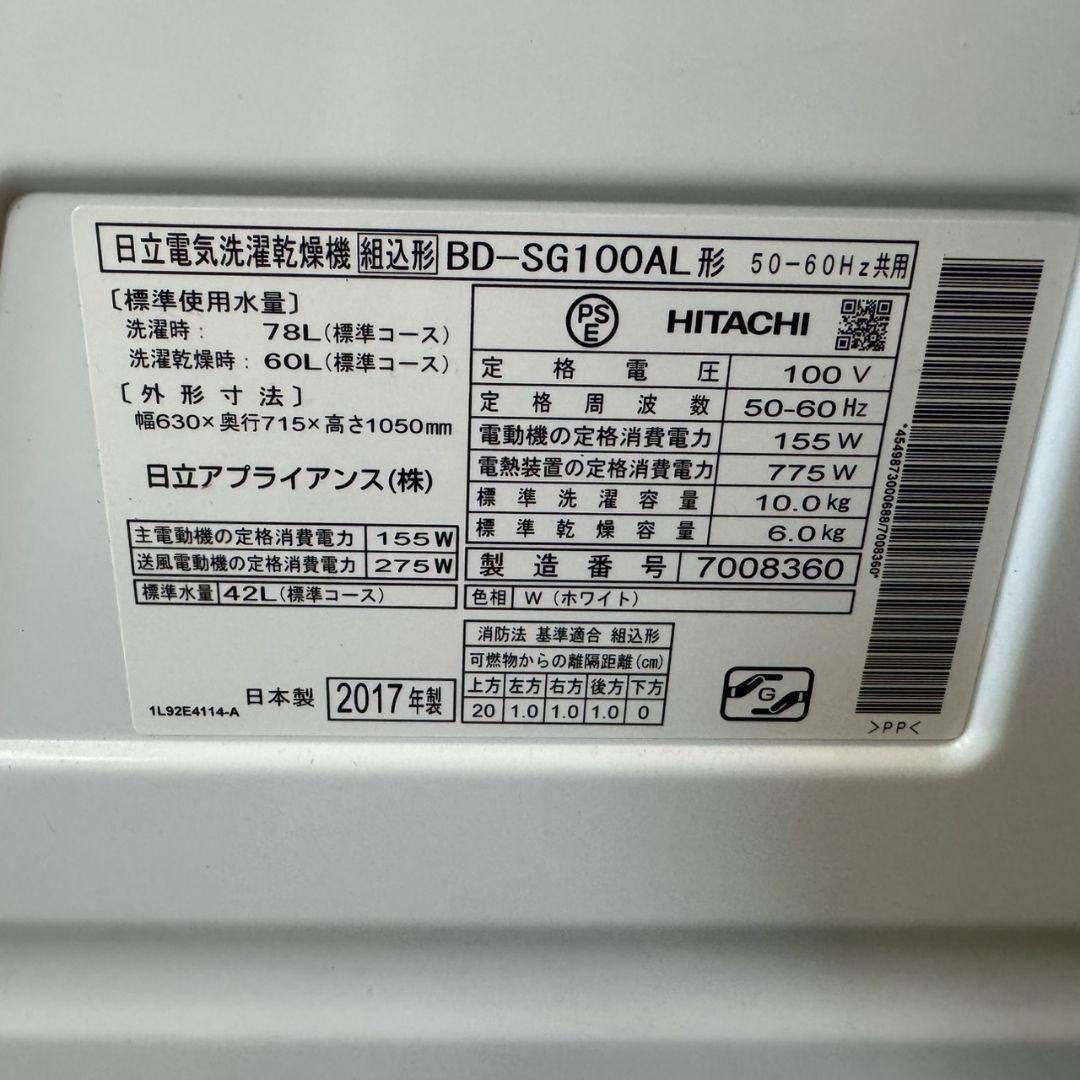 日立電気洗濯乾燥機 組込形 BD-SG100AL形 50-60Hz共用
〔標準使用水量〕
洗濯時: 78L(標準コース)
洗濯乾燥時: 60L(標準コース)
〔外形寸法〕
幅630×奥行715×高さ1050mm
日立アプライアンス(株)
主電動機の定格消費電力 155W
送風電動機の定格消費電力 275W
標準水量 42L(標準コース)
PSE HITACHI
定格電圧 100V
定格周波数 50-60Hz
電動機の定格消費電力 155W
電熱装置の定格消費電力 775W
標準洗濯容量 10.0kg
標準乾燥容量 6.0kg
製造番号 7008360
色相 W(ホワイト)
消防法 基準適合 組込形
可燃物からの離隔距離(cm)
上方 左方 右方 後方 下方
20 1.0 1.0 1.0 0
1L92E4114-A 日本製 2017年製
G
*4549873000688/7008360*
>PP<